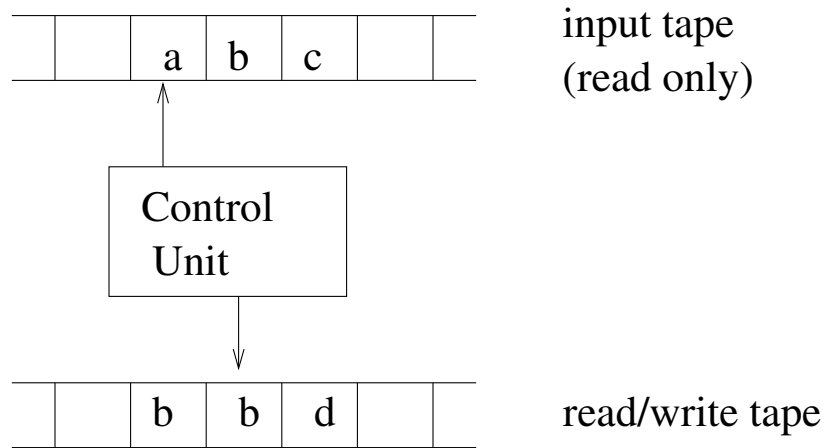 a b c
input tape
(read only)
Control
Unit
b b d
read/write tape